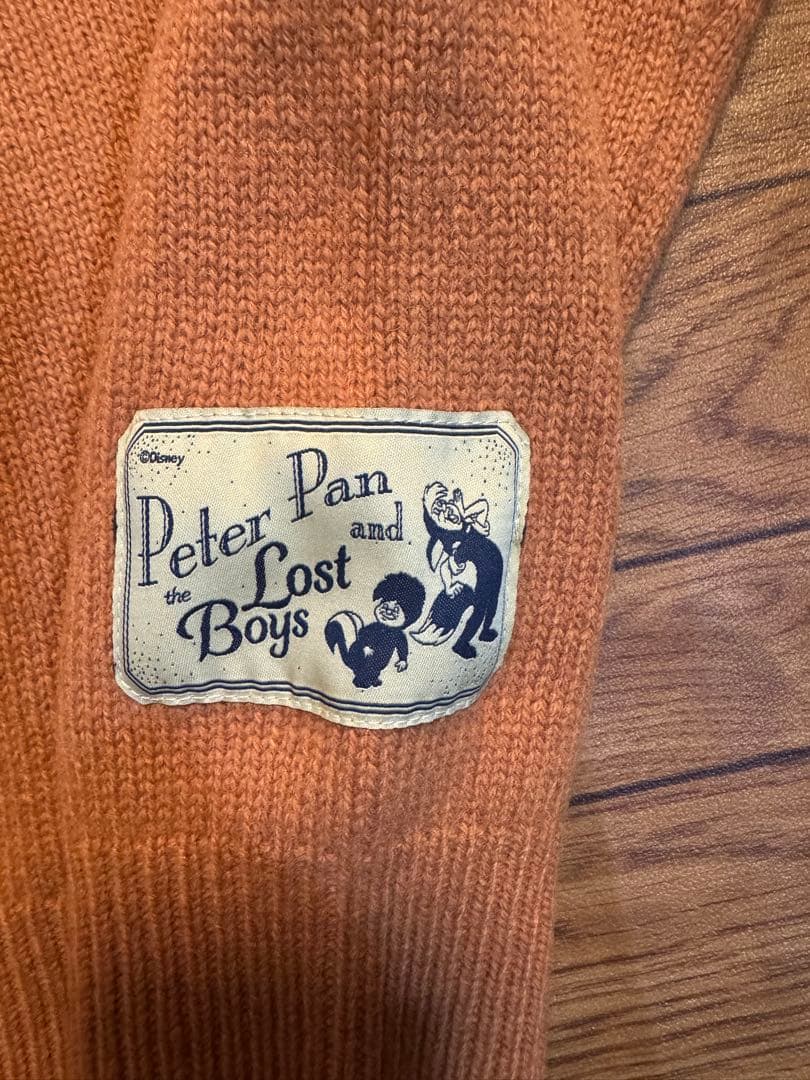 ©Disney
Peter Pan
and
the Lost
Boys